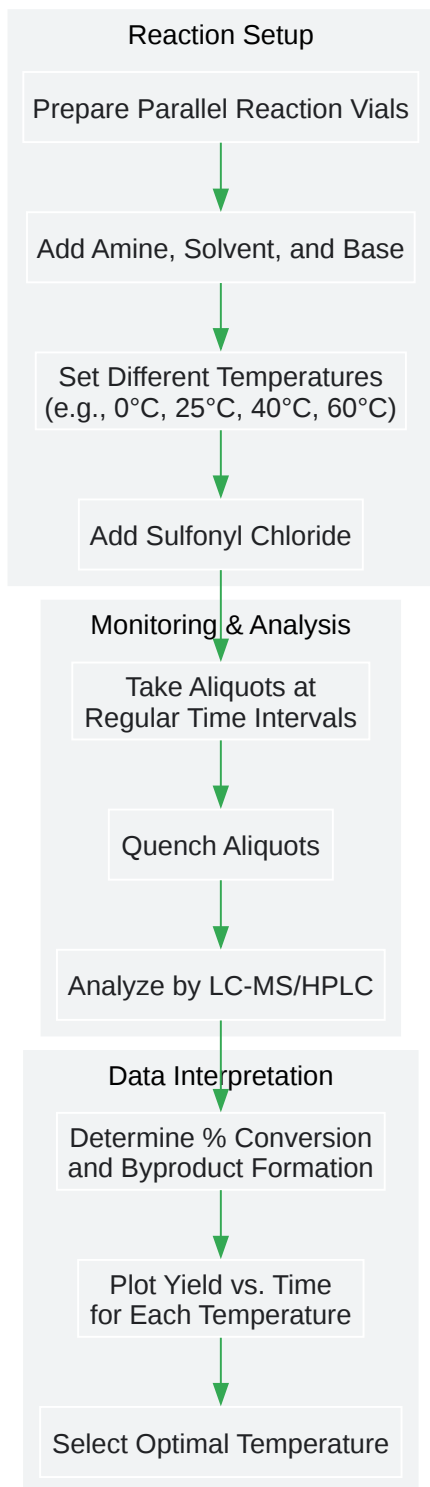 Reaction Setup
Prepare Parallel Reaction Vials
Add Amine, Solvent, and Base
Set Different Temperatures
(e.g., 0°C, 25°C, 40°C, 60°C)
Add Sulfonyl Chloride
Monitoring & Analysis
Take Aliquots at
Regular Time Intervals
Quench Aliquots
Analyze by LC-MS/HPLC
Data Interpretation
Determine % Conversion
and Byproduct Formation
Plot Yield vs. Time
for Each Temperature
Select Optimal Temperature